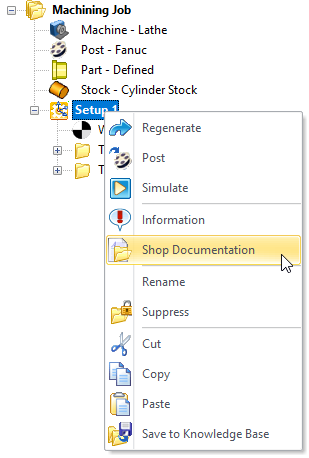 Machining Job
Machine - Lathe
Post - Fanuc
Part - Defined
Stock - Cylinder Stock
Setup 1
Regenerate
Post
Simulate
Information
Shop Documentation
Rename
Suppress
Cut
Copy
Paste
Save to Knowledge Base